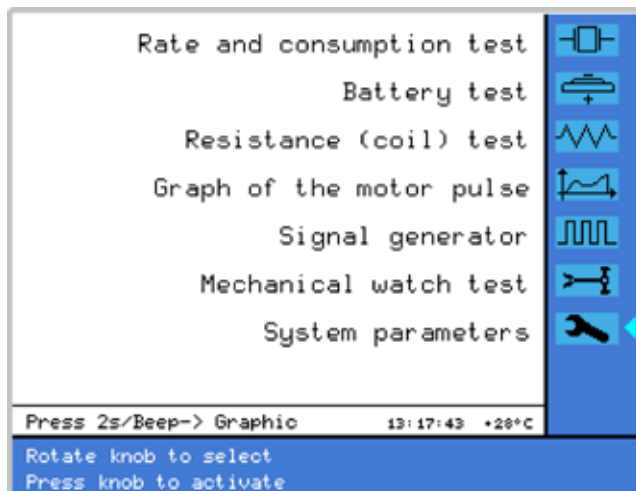 Rate and consumption test
Battery test
Resistance (coil) test
Graph of the motor pulse
Signal generator
Mechanical watch test
System parameters
Press 2s/Beep-> Graphic 13:17:43 +28°C
Rotate knob to select
Press knob to activate